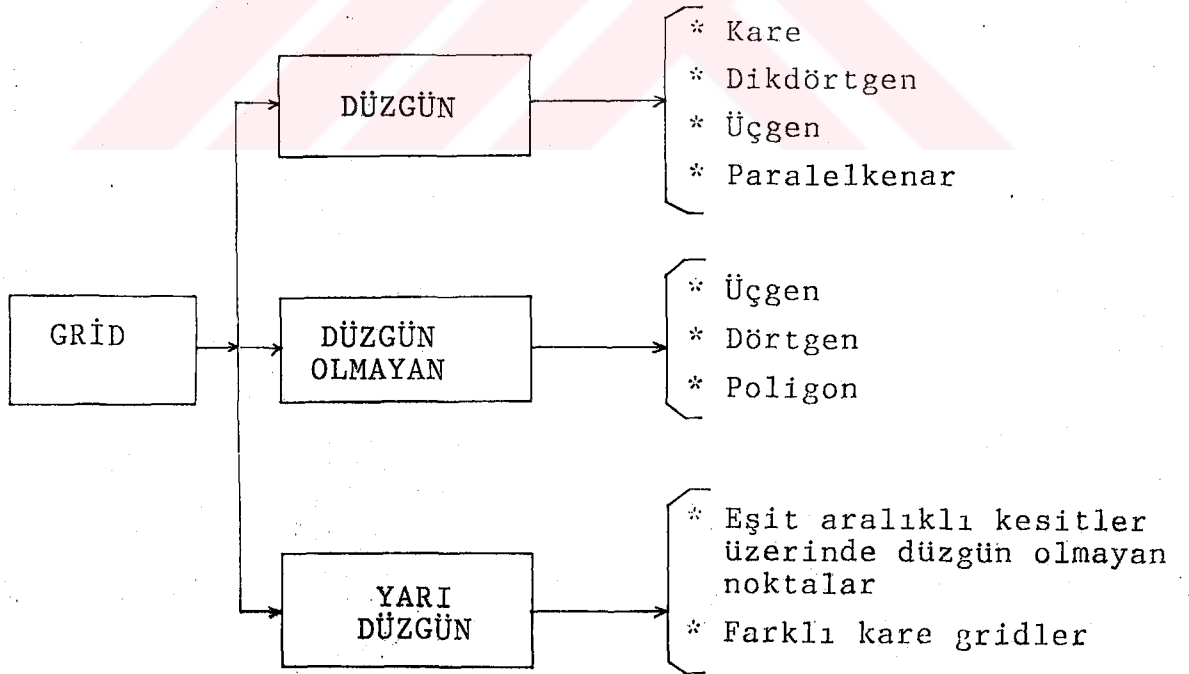 GRİD
DÜZGÜN
* Kare
* Dikdörtgen
* Üçgen
* Paralelkenar
DÜZGÜN
OLMAYAN
* Üçgen
* Dörtgen
* Poligon
YARI
DÜZGÜN
* Eşit aralıklı kesitler
üzerinde düzgün olmayan
noktalar
* Farklı kare gridler